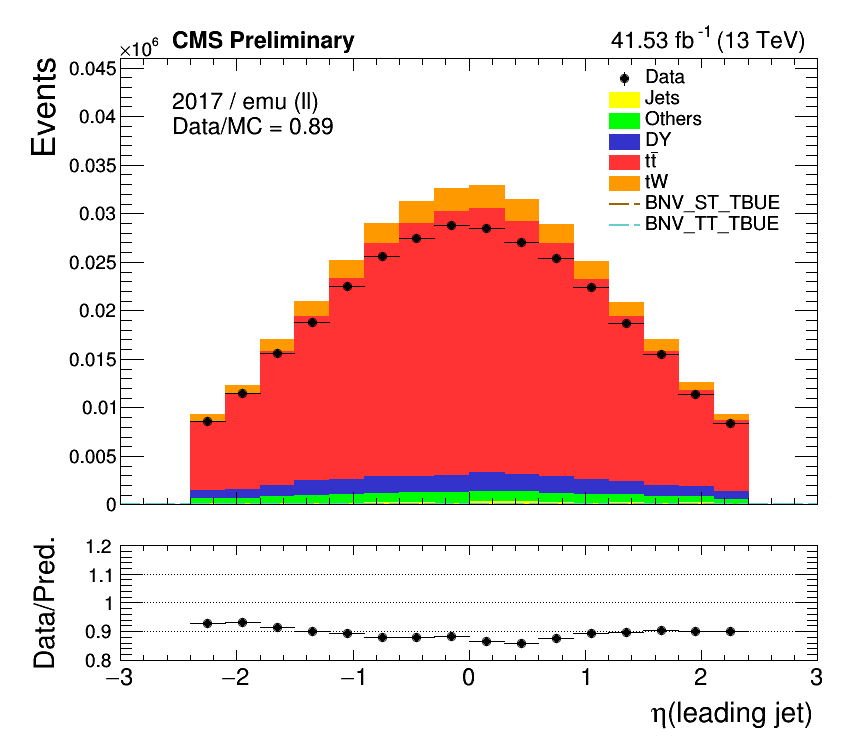 ×10⁶ CMS Preliminary 41.53 fb⁻¹ (13 TeV)
Events
0.045
0.04
0.035
0.03
0.025
0.02
0.015
0.01
0.005
0
2017 / emu (ll)
Data/MC = 0.89
Data
Jets
Others
DY
tt̄
tW
BNV_ST_TBUE
BNV_TT_TBUE
Data/Pred.
1.2
1.1
1
0.9
0.8
−3 −2 −1 0 1 2 3
η(leading jet)